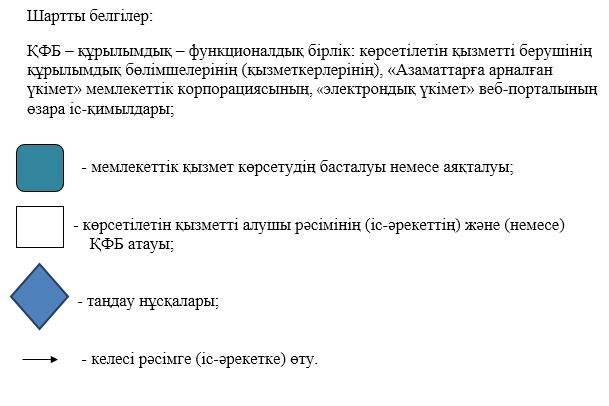 Шартты белгілер:
ҚФБ – құрылымдық – функционалдық бірлік: көрсетілетін қызметті берушінің
құрылымдық бөлімшелерінің (қызметкерлерінің), «Азаматтарға арналған
үкімет» мемлекеттік корпорациясының, «электрондық үкімет» веб-порталының
өзара іс-қимылдары;
- мемлекеттік қызмет көрсетудің басталуы немесе аяқталуы;
- көрсетілетін қызметті алушы рәсімінің (іс-әрекеттің) және (немесе)
ҚФБ атауы;
- таңдау нұсқалары;
- келесі рәсімге (іс-әрекетке) өту.